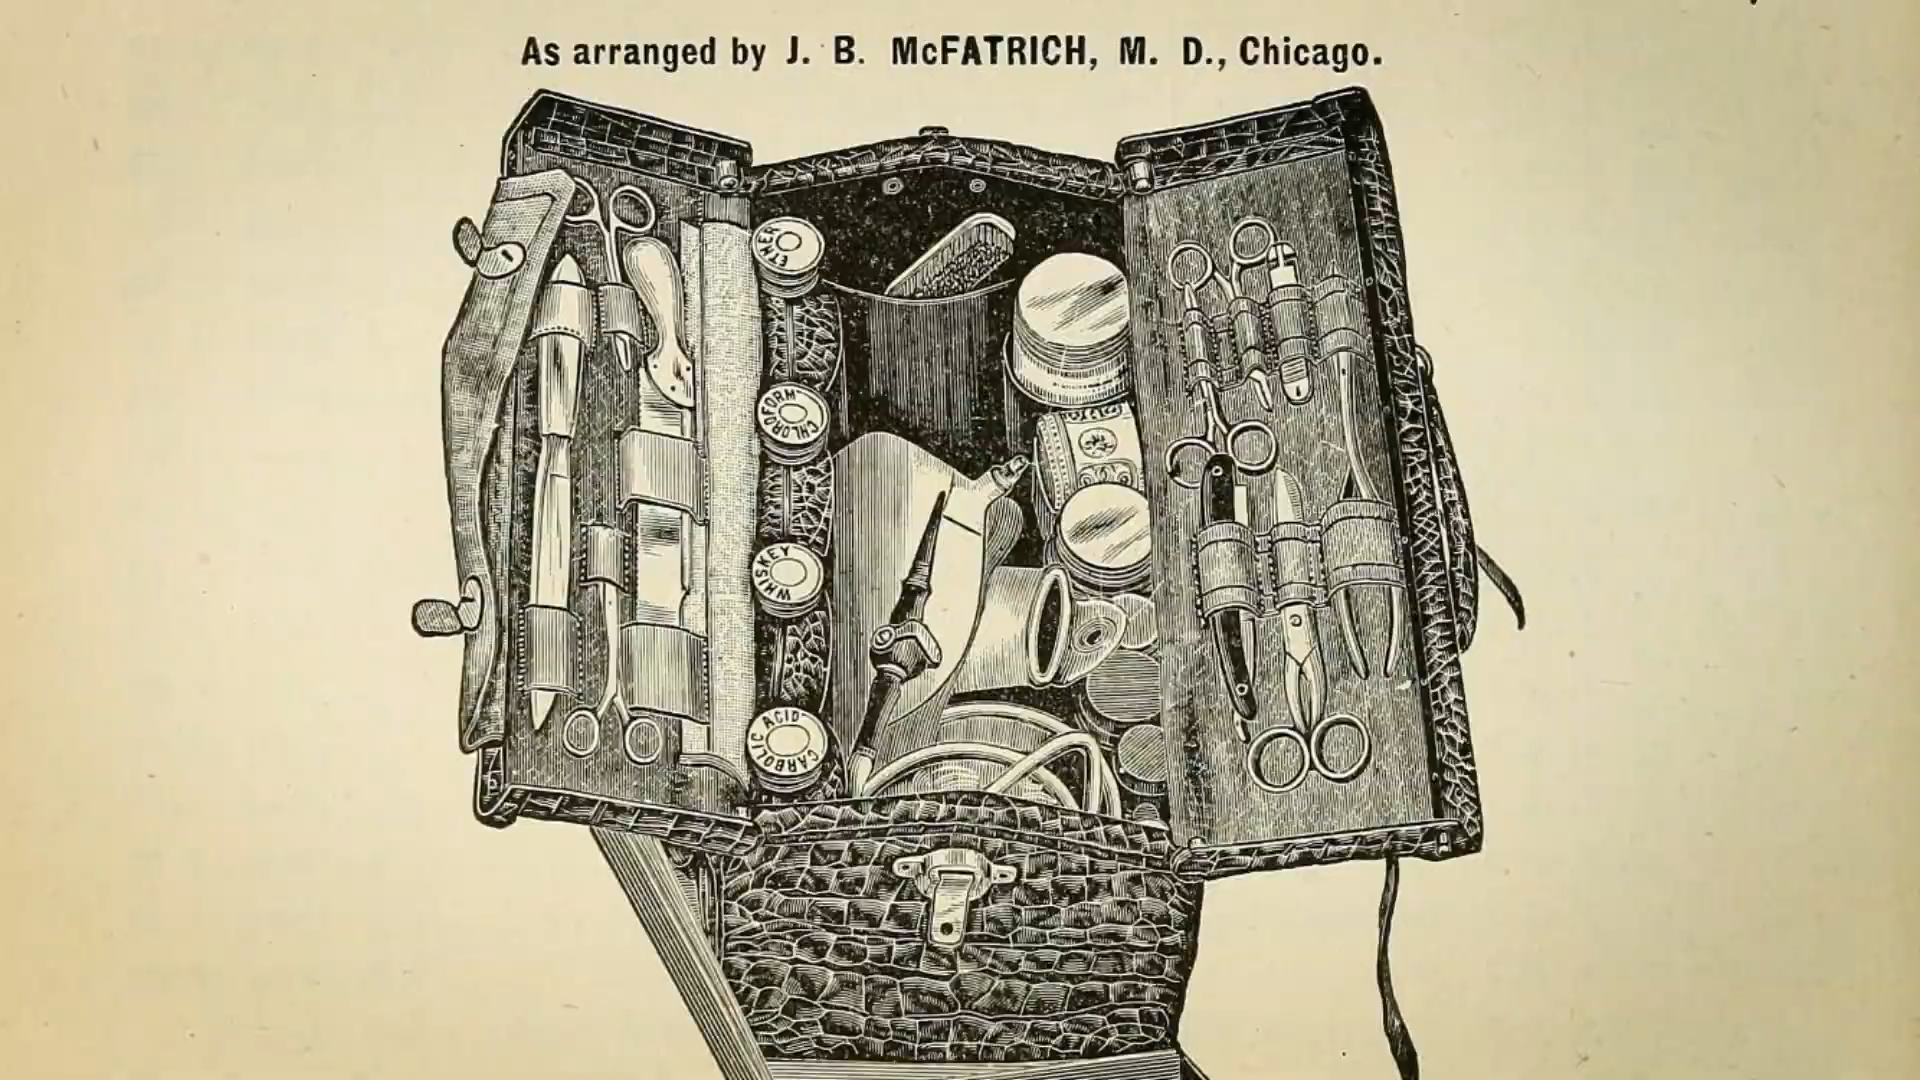 As arranged by J. B. McFATRICH, M. D., Chicago.
ETHER
CHLOROFORM
WHISKEY
CARBOLIC ACID